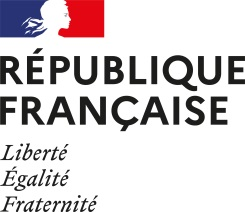 RÉPUBLIQUE
FRANÇAISE
Liberté
Égalité
Fraternité